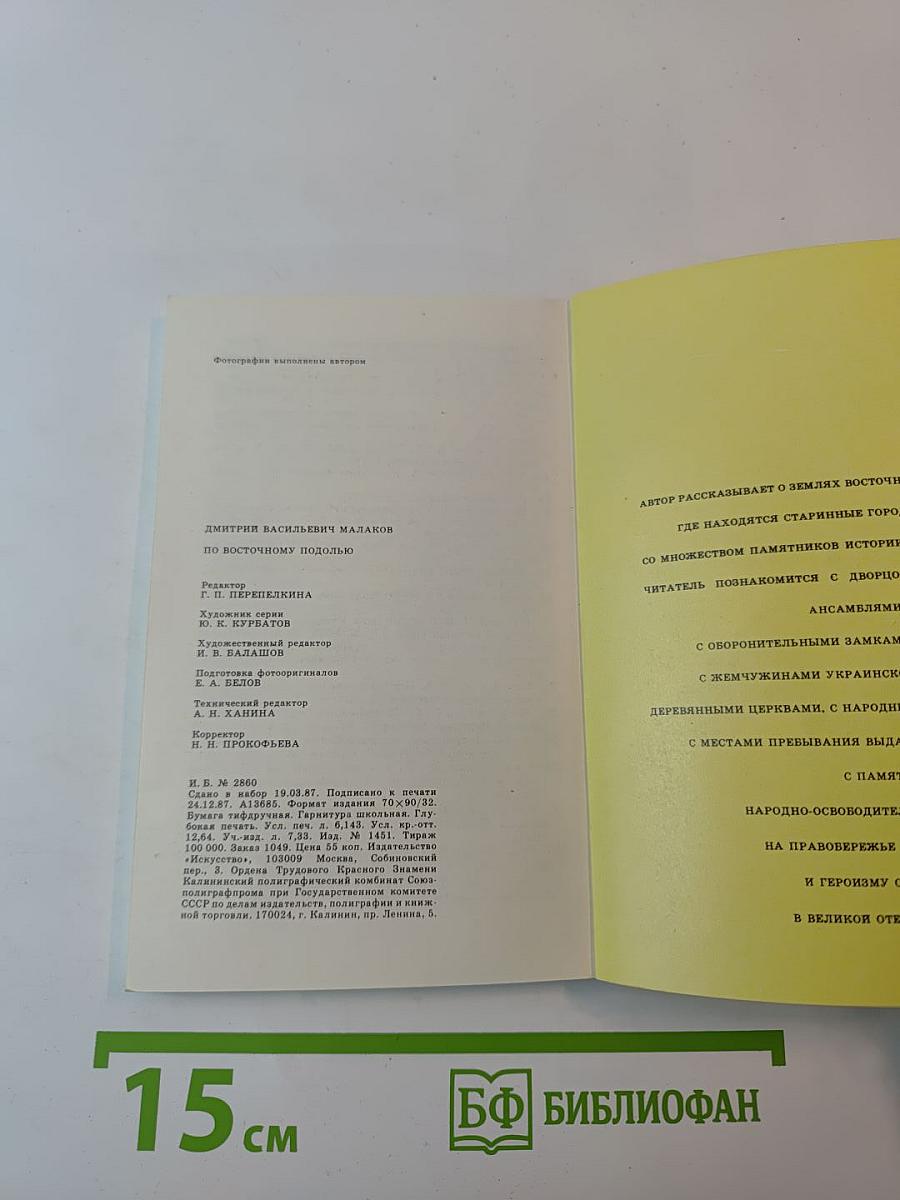 Фотографии выполнены автором
ДМИТРИЙ ВАСИЛЬЕВИЧ МАЛАКОВ
ПО ВОСТОЧНОМУ ПОДОЛЬЮ
Редактор
Г. П. ПЕРЕПЕЛКИНА
Художник серии
Ю. К. КУРБАТОВ
Художественный редактор
И. В. БАЛАШОВ
Подготовка фотооригиналов
Е. А. БЕЛОВ
Технический редактор
А. Н. ХАНИНА
Корректор
Н. Н. ПРОКОФЬЕВА
И. Б. № 2860
Сдано в набор 19.03.87. Подписано к печати
24.12.87. А13685. Формат издания 70×90/32.
Бумага тифдручная. Гарнитура школьная. Глу-
бокая печать. Усл. печ. л. 6,143. Усл. кр.-отт.
12,64. Уч.-изд. л. 7,33. Изд. № 1451. Тираж
100 000. Заказ 1049. Цена 55 коп. Издательство
«Искусство», 103009 Москва, Собиновский
пер., 3. Ордена Трудового Красного Знамени
Калининский полиграфический комбинат Союз-
полиграфпрома при Государственном комитете
СССР по делам издательств, полиграфии и книж-
ной торговли. 170024, г. Калинин, пр. Ленина, 5.
АВТОР РАССКАЗЫВАЕТ О ЗЕМЛЯХ ВОСТОЧН
ГДЕ НАХОДЯТСЯ СТАРИННЫЕ ГОРОД
СО МНОЖЕСТВОМ ПАМЯТНИКОВ ИСТОРИИ
ЧИТАТЕЛЬ ПОЗНАКОМИТСЯ С ДВОРЦО
АНСАМБЛЯМИ
С ОБОРОНИТЕЛЬНЫМИ ЗАМКАМ
С ЖЕМЧУЖИНАМИ УКРАИНСКО
ДЕРЕВЯННЫМИ ЦЕРКВАМИ, С НАРОДНЫ
С МЕСТАМИ ПРЕБЫВАНИЯ ВЫДА
С ПАМЯТ
НАРОДНО-ОСВОБОДИТЕЛ
НА ПРАВОБЕРЕЖЬЕ
И ГЕРОИЗМУ С
В ВЕЛИКОЙ ОТЕ
15 см
БФ БИБЛИОФАН